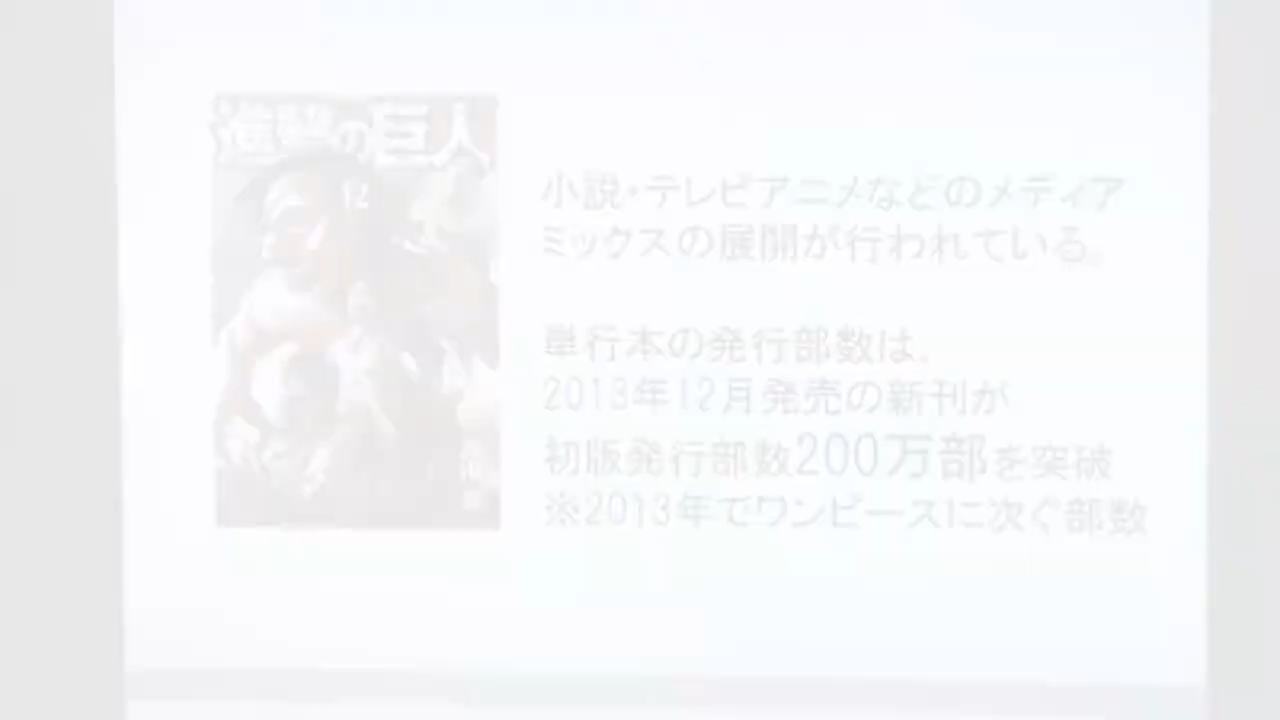 進撃の巨人
12
小説・テレビアニメなどのメディア
ミックスの展開が行われている。
単行本の発行部数は、
2013年12月発売の新刊が
初版発行部数200万部を突破
※2013年でワンピースに次ぐ部数